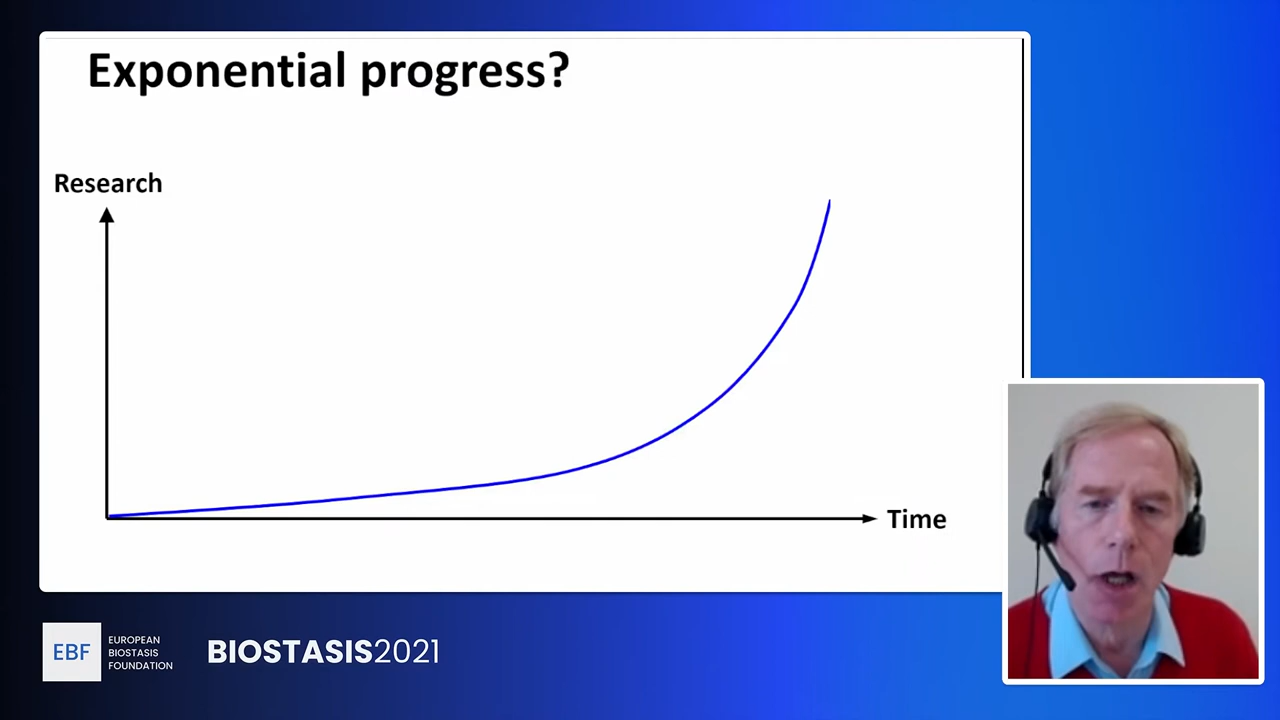 Exponential progress?
Research
Time
EBF
EUROPEAN
BIOSTASIS
FOUNDATION
BIOSTASIS2021